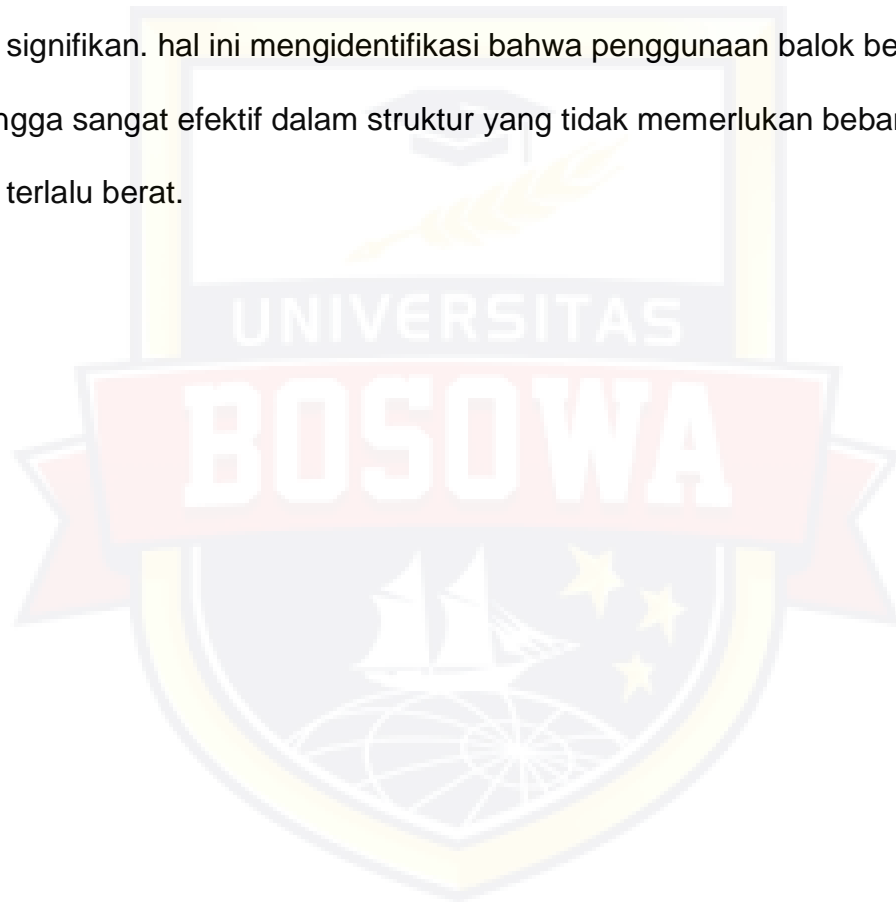 signifikan. hal ini mengidentifikasi bahwa penggunaan balok be
ngga sangat efektif dalam struktur yang tidak memerlukan beba
terlalu berat.
UNIVERSITAS
BOSOWA